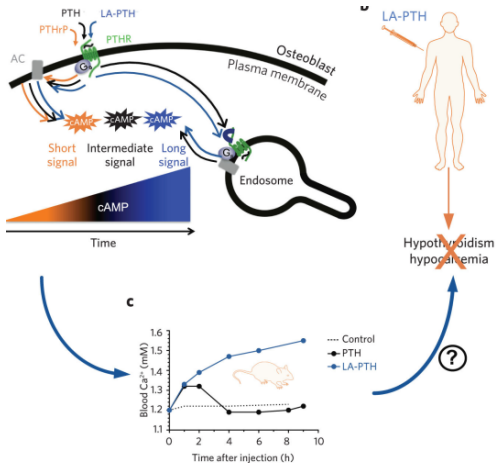 PTH
LA-PTH
PTHrP
PTHR
AC
Gs
Osteoblast
Plasma membrane
cAMP
cAMP
cAMP
Short
signal
Intermediate
signal
Long
signal
G
Endosome
cAMP
Time
b
LA-PTH
Hypothyroidism
hypocalcemia
?
c
Blood Ca²⁺ (mM)
1.6
1.5
1.4
1.3
1.2
1.1
0
2
4
6
8
10
Time after injection (h)
Control
PTH
LA-PTH